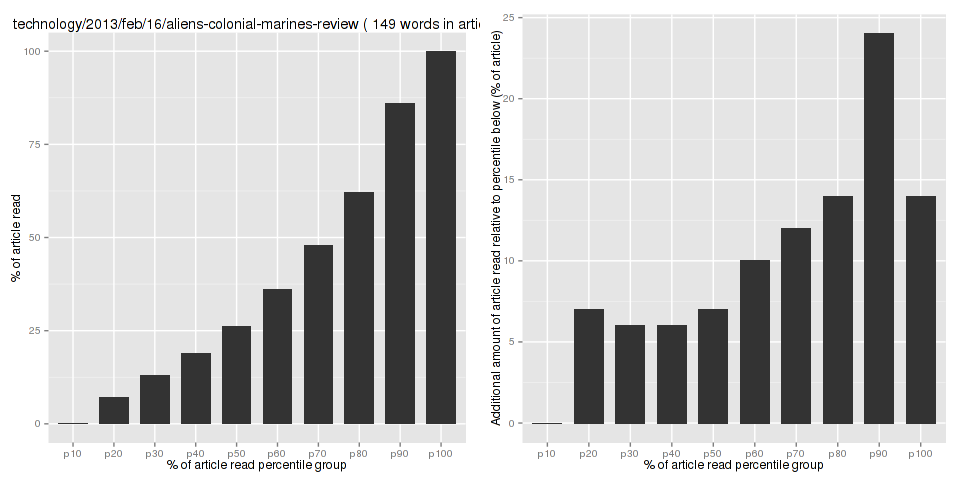 technology/2013/feb/16/aliens-colonial-marines-review ( 149 words in arti
% of article read
100
75
50
25
0
p10 p20 p30 p40 p50 p60 p70 p80 p90 p100
% of article read percentile group
Additional amount of article read relative to percentile below (% of article)
25
20
15
10
5
0
p10 p20 p30 p40 p50 p60 p70 p80 p90 p100
% of article read percentile group